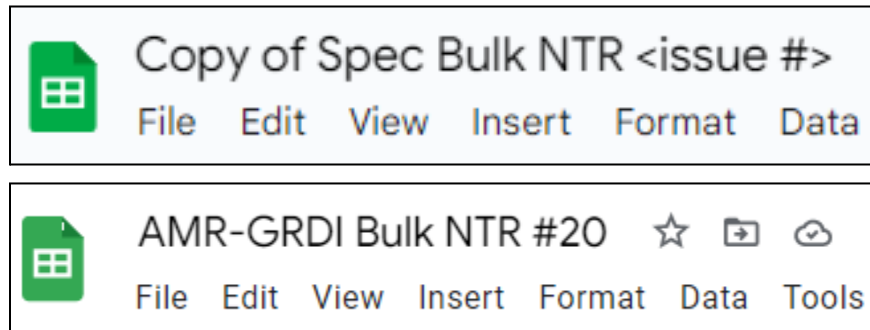 Copy of Spec Bulk NTR <issue #>
File Edit View Insert Format Data
AMR-GRDI Bulk NTR #20
File Edit View Insert Format Data Tools